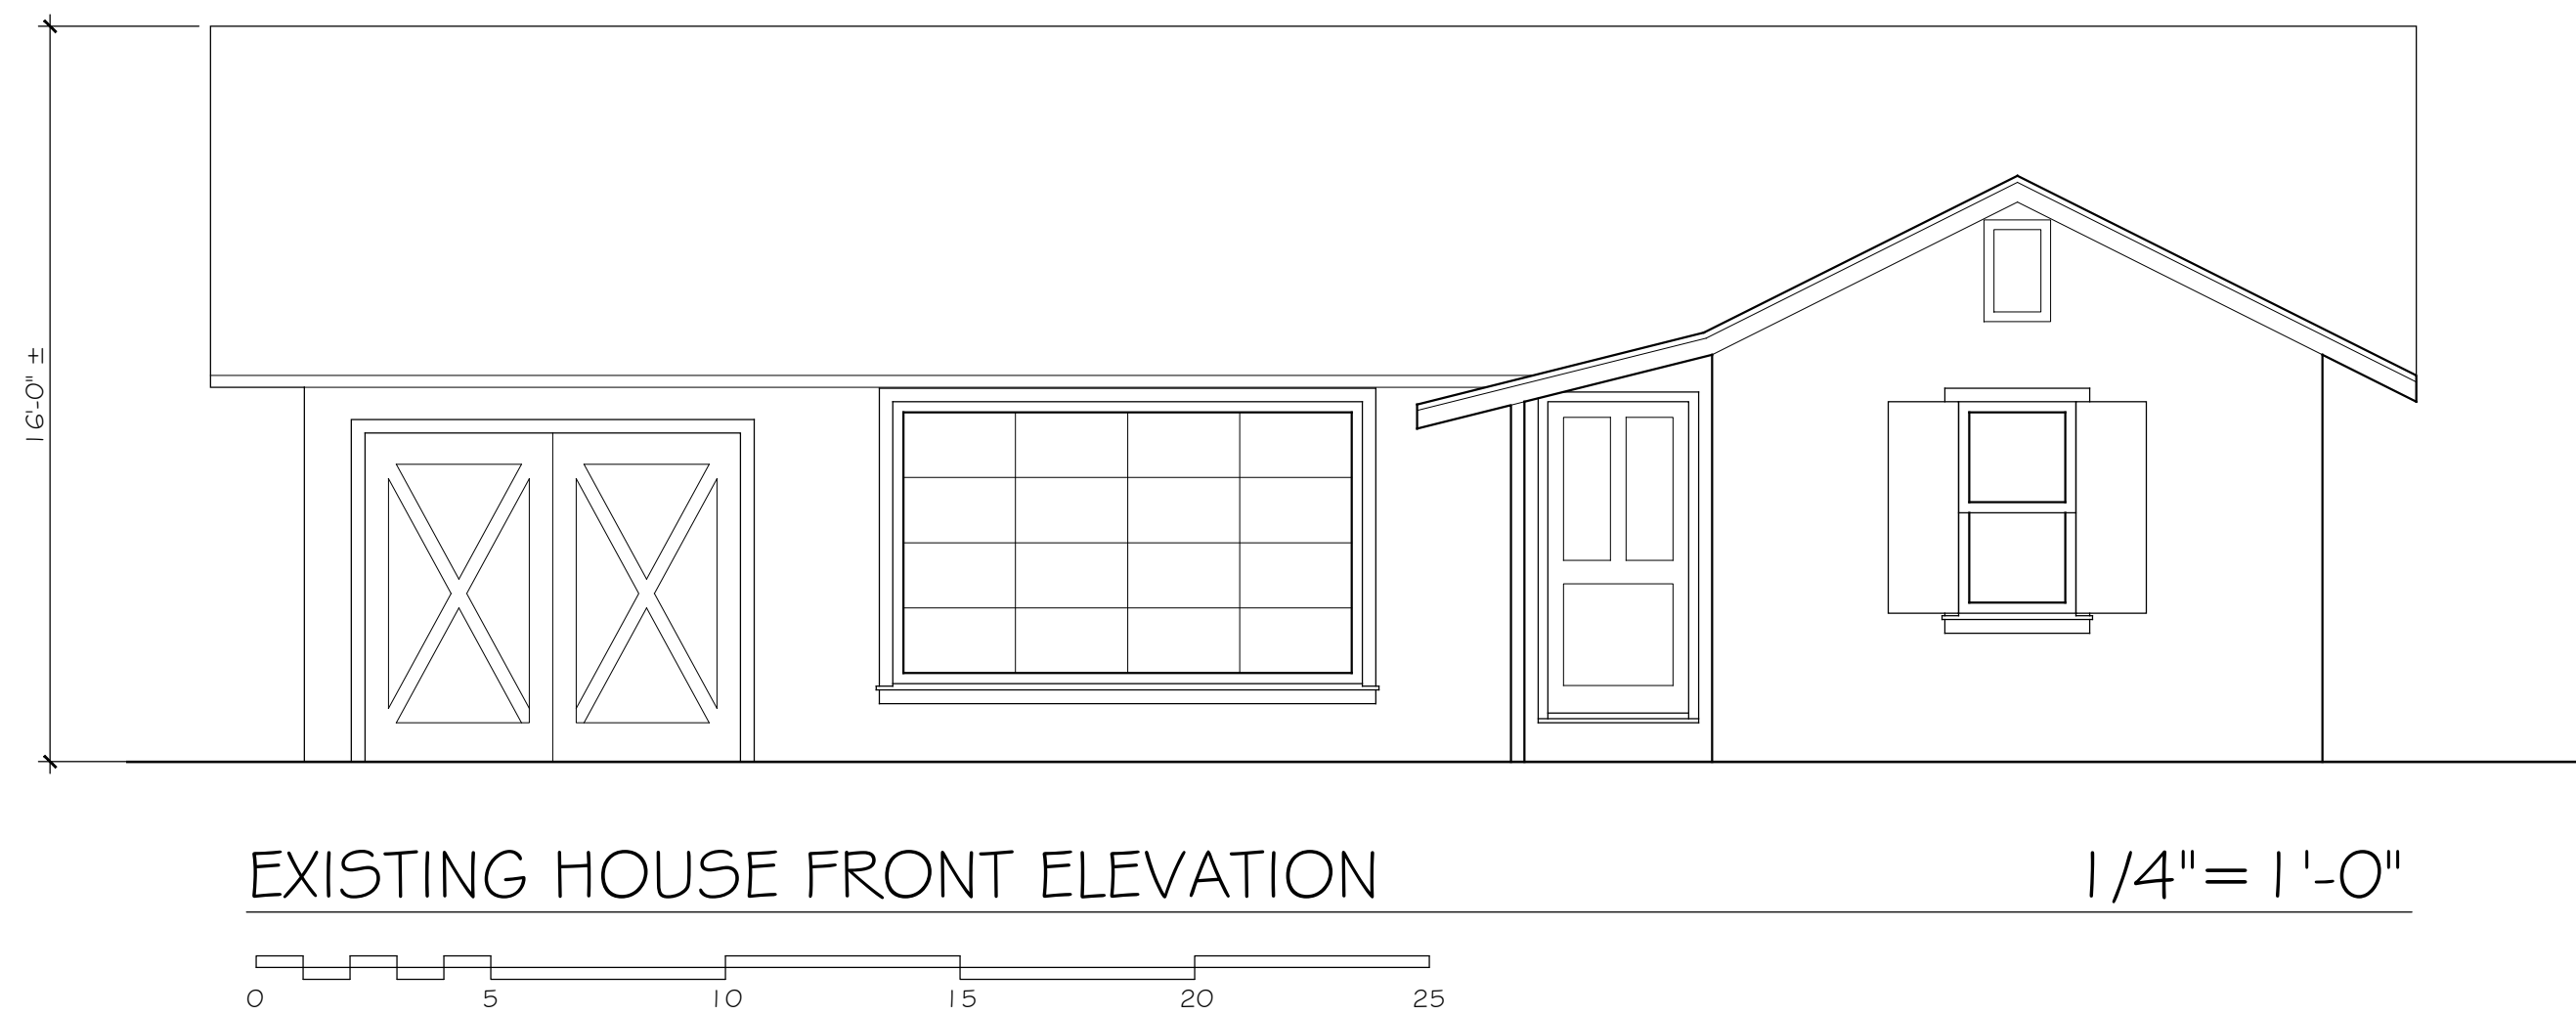 16'-0" ±
EXISTING HOUSE FRONT ELEVATION 1/4"= 1'-0"
0 5 10 15 20 25